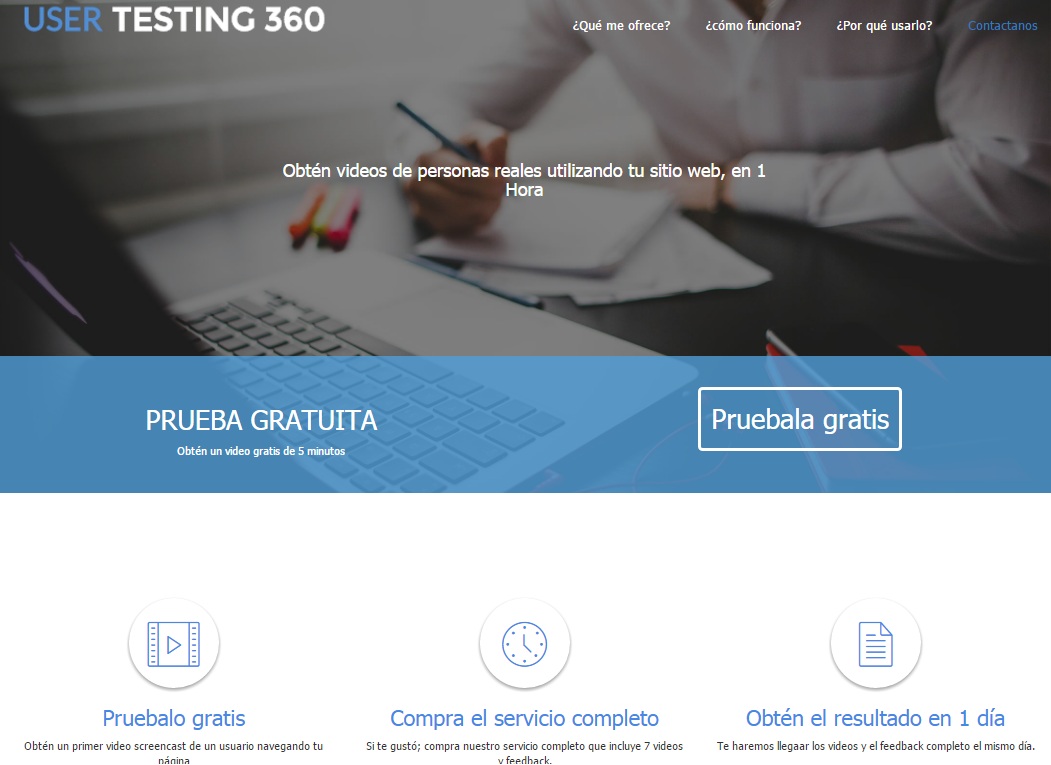 USER TESTING 360
¿Qué me ofrece? ¿cómo funciona? ¿Por qué usarlo? Contactanos
Obtén videos de personas reales utilizando tu sitio web, en 1
Hora
PRUEBA GRATUITA
Obtén un video gratis de 5 minutos
Pruebala gratis
Pruebalo gratis
Obtén un primer video screencast de un usuario navegando tu
página
Compra el servicio completo
Si te gustó; compra nuestro servicio completo que incluye 7 videos
y feedback.
Obtén el resultado en 1 día
Te haremos llegaar los videos y el feedback completo el mismo día.